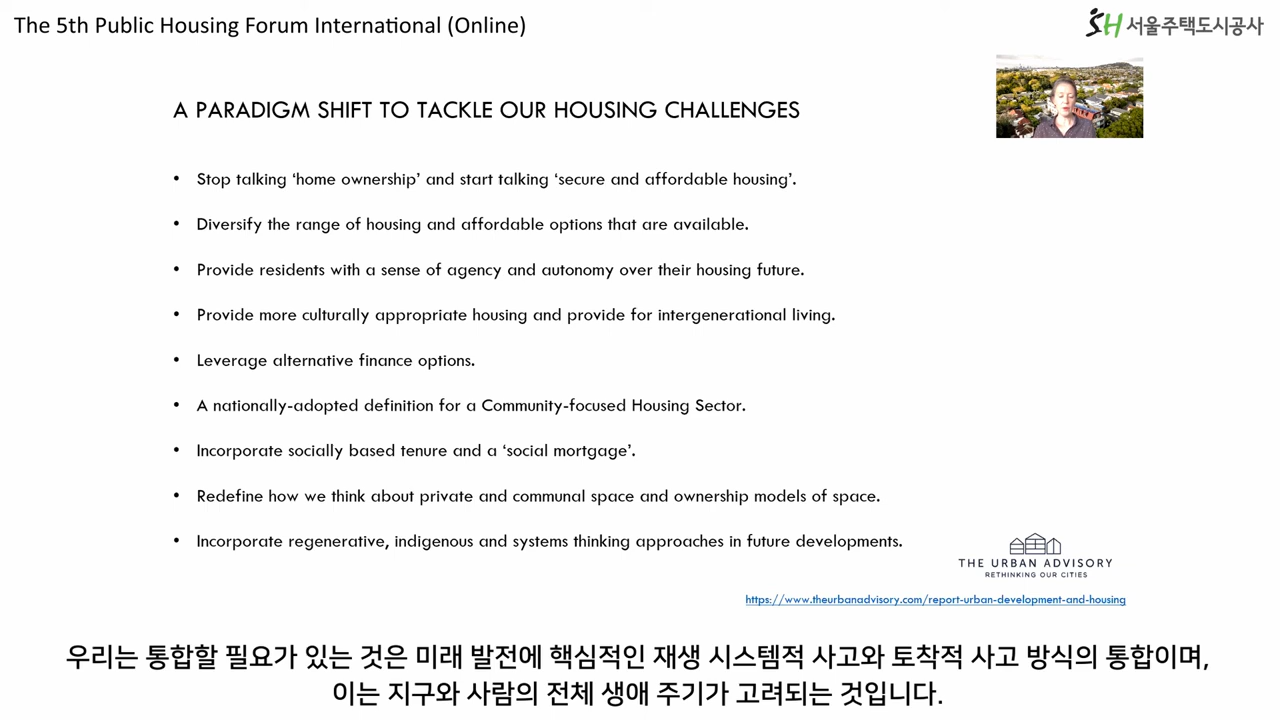 The 5th Public Housing Forum International (Online)
SH 서울주택도시공사
A PARADIGM SHIFT TO TACKLE OUR HOUSING CHALLENGES
• Stop talking ‘home ownership’ and start talking ‘secure and affordable housing’.
• Diversify the range of housing and affordable options that are available.
• Provide residents with a sense of agency and autonomy over their housing future.
• Provide more culturally appropriate housing and provide for intergenerational living.
• Leverage alternative finance options.
• A nationally-adopted definition for a Community-focused Housing Sector.
• Incorporate socially based tenure and a ‘social mortgage’.
• Redefine how we think about private and communal space and ownership models of space.
• Incorporate regenerative, indigenous and systems thinking approaches in future developments.
THE URBAN ADVISORY
RETHINKING OUR CITIES
https://www.theurbanadvisory.com/report-urban-development-and-housing
우리는 통합할 필요가 있는 것은 미래 발전에 핵심적인 재생 시스템적 사고와 토착적 사고 방식의 통합이며,
이는 지구와 사람의 전체 생애 주기가 고려되는 것입니다.